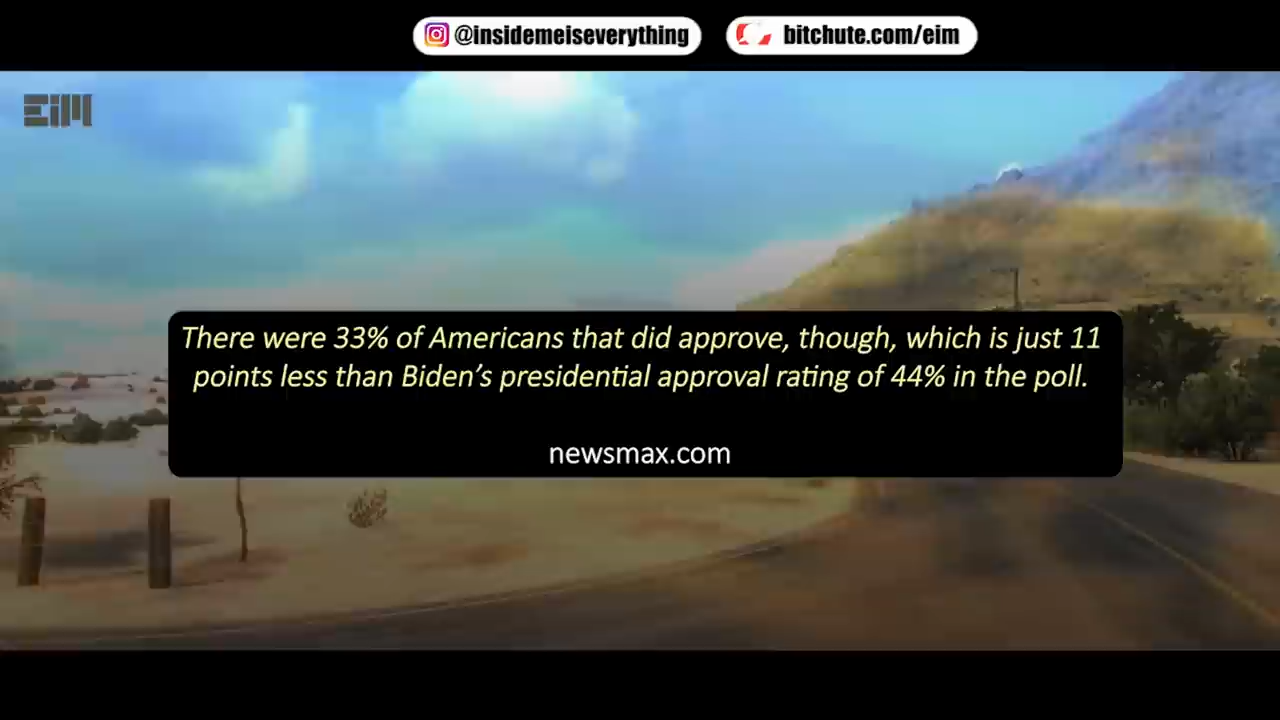 @insidemeiseverything bitchute.com/eim
EiM
There were 33% of Americans that did approve, though, which is just 11
points less than Biden’s presidential approval rating of 44% in the poll.
newsmax.com